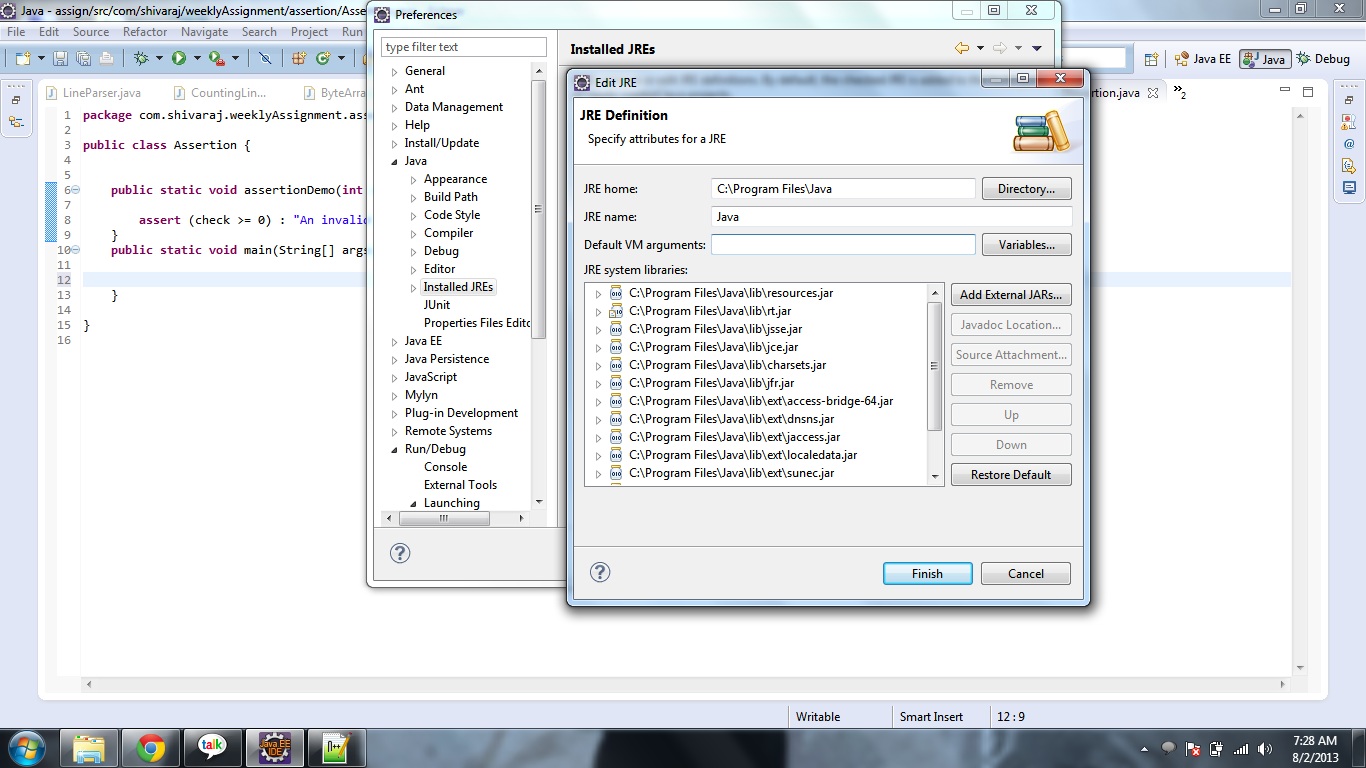 Java - assign/src/com/shivaraj/weeklyAssignment/assertion/Asse
Preferences
File Edit Source Refactor Navigate Search Project Run
type filter text
Installed JREs
Java EE
Java
Debug
LineParser.java
CountingLin...
ByteArra
ertion.java
2
1 package com.shivaraj.weeklyAssignment.ass
2
3 public class Assertion {
4
5
6 public static void assertionDemo(int
7
8 assert (check >= 0) : "An invalid
9 }
10 public static void main(String[] args
11
12
13 }
14
15 }
16
General
Ant
Data Management
Help
Install/Update
Java
Appearance
Build Path
Code Style
Compiler
Debug
Editor
Installed JREs
JUnit
Properties Files Edito
Java EE
Java Persistence
JavaScript
Mylyn
Plug-in Development
Remote Systems
Run/Debug
Console
External Tools
Launching
Edit JRE
JRE Definition
Specify attributes for a JRE
JRE home: C:\Program Files\Java Directory...
JRE name: Java
Default VM arguments: Variables...
JRE system libraries:
C:\Program Files\Java\lib\resources.jar
C:\Program Files\Java\lib\rt.jar
C:\Program Files\Java\lib\jsse.jar
C:\Program Files\Java\lib\jce.jar
C:\Program Files\Java\lib\charsets.jar
C:\Program Files\Java\lib\jfr.jar
C:\Program Files\Java\lib\ext\access-bridge-64.jar
C:\Program Files\Java\lib\ext\dnsns.jar
C:\Program Files\Java\lib\ext\jaccess.jar
C:\Program Files\Java\lib\ext\localedata.jar
C:\Program Files\Java\lib\ext\sunec.jar
Add External JARs...
Javadoc Location...
Source Attachment...
Remove
Up
Down
Restore Default
Finish
Cancel
Writable
Smart Insert
12 : 9
talk
Java EE
IDE
7:28 AM
8/2/2013